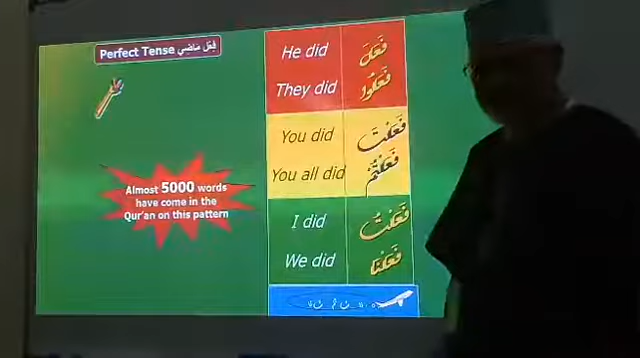 Perfect Tense فِعْل مَاضِي
He did فَعَلَ
They did فَعَلُوا
You did فَعَلْتَ
You all did فَعَلْتُمْ
I did فَعَلْتُ
We did فَعَلْنَا
Almost 5000 words
have come in the
Qur'an on this pattern